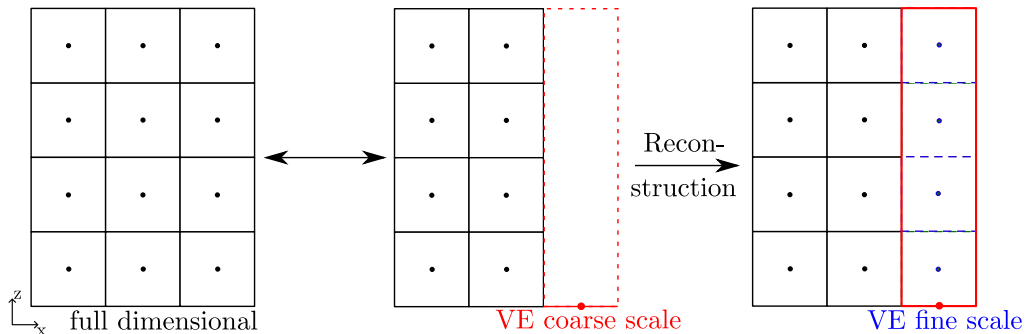 Recon-
struction
z
x
full dimensional
VE coarse scale
VE fine scale